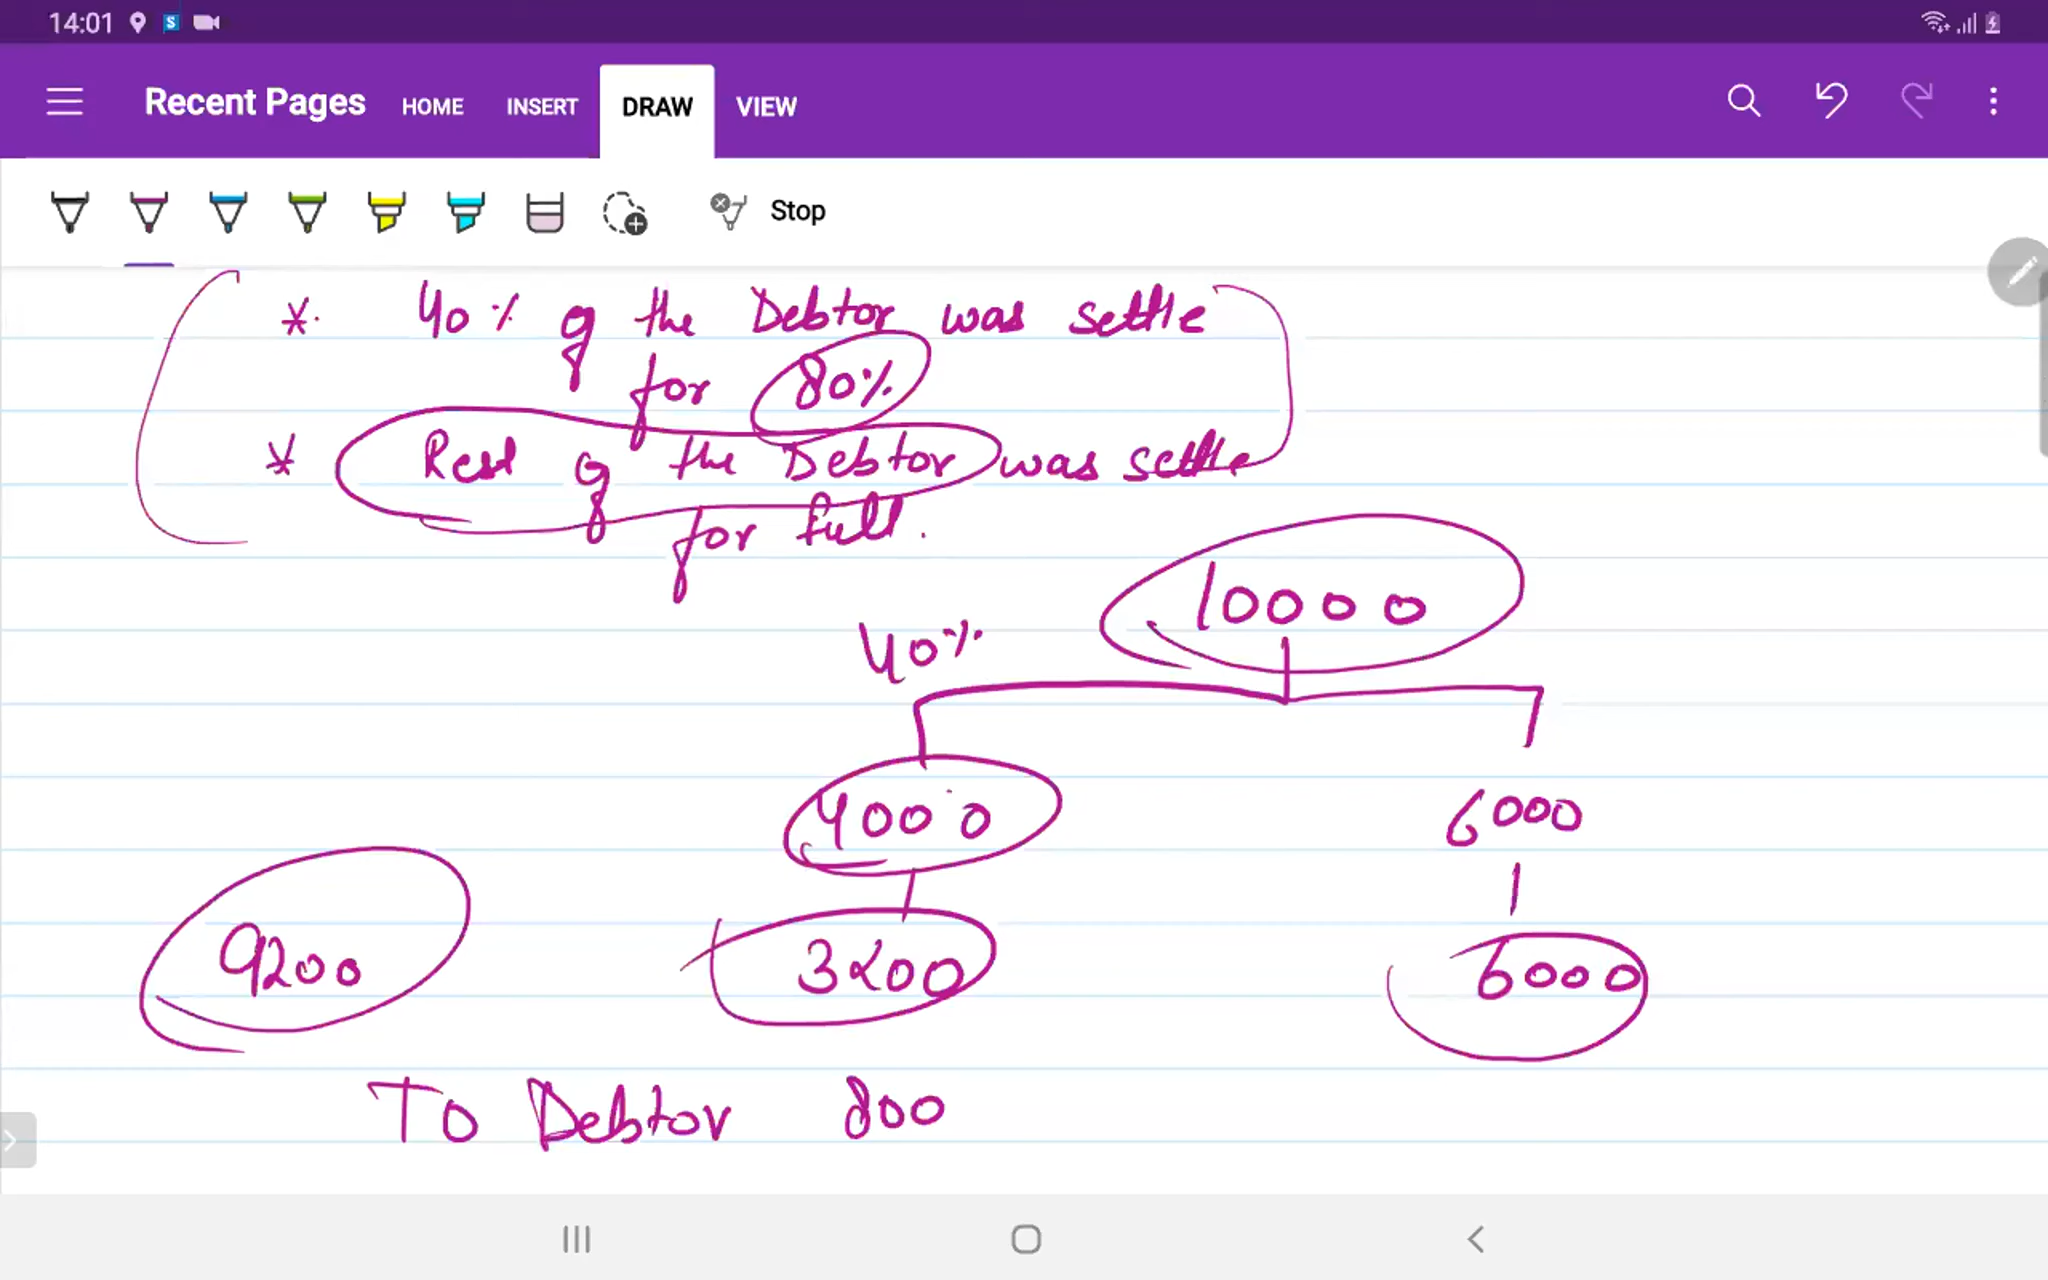 14:01
Recent Pages HOME INSERT DRAW VIEW
Stop
* 40% of the Debtor was settle
for 80%
* Rest of the Debtor was settle
for full.
10000
40%
4000 6000
9200 3200 6000
To Debtor 800